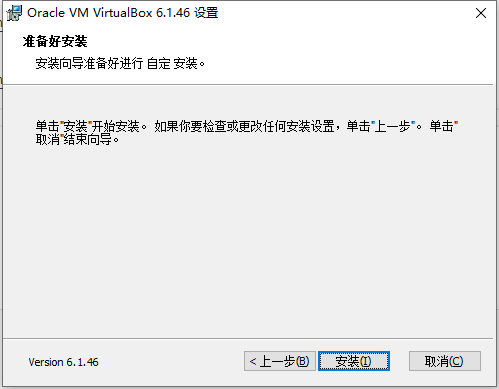 Oracle VM VirtualBox 6.1.46 设置
准备好安装
安装向导准备好进行 自定 安装。
单击"安装"开始安装。 如果你要检查或更改任何安装设置，单击"上一步"。 单击"
取消"结束向导。
Version 6.1.46
< 上一步(B)
安装(I)
取消(C)